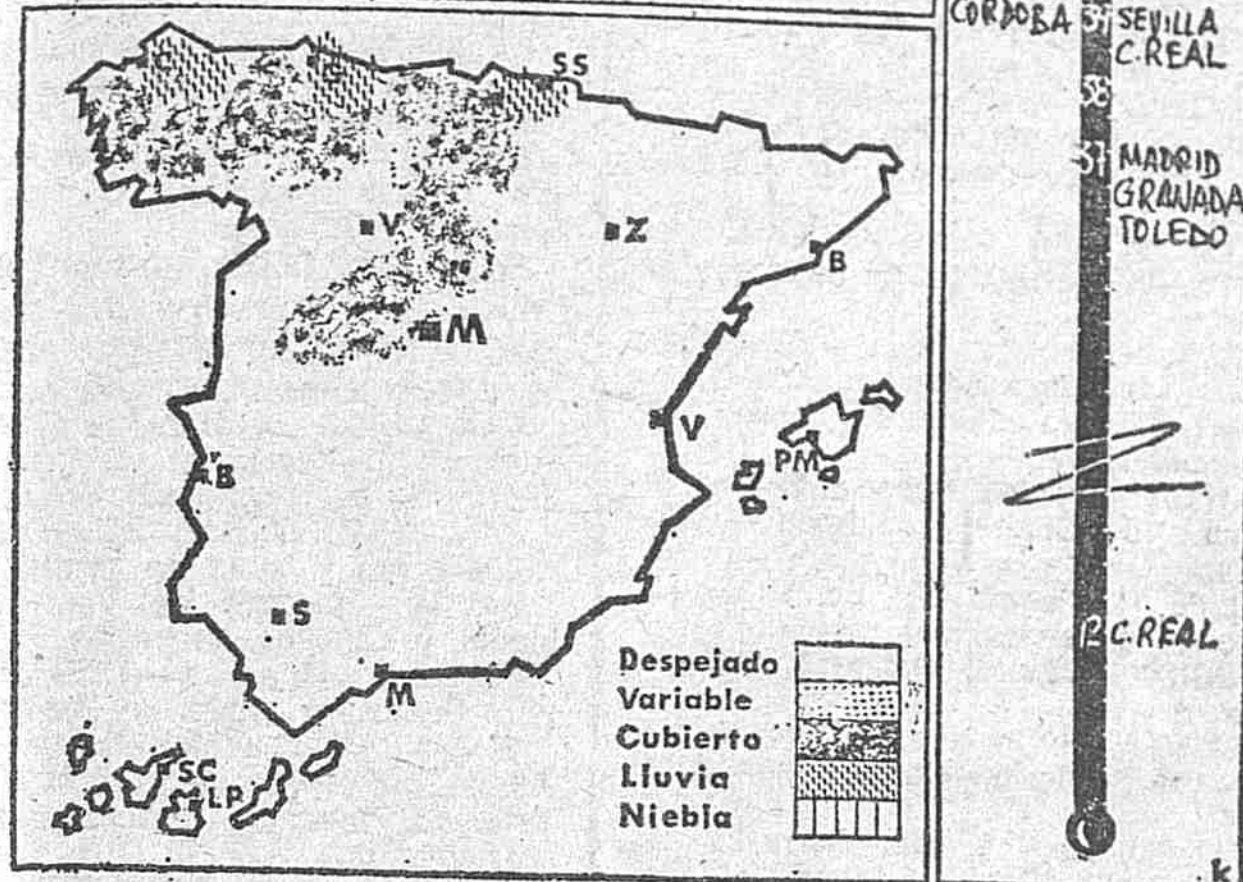 SS
V
Z
B
M
V
PM
B
S
M
SC
LP
Despejado
Variable
Cubierto
Lluvia
Niebla
CORDOBA
SEVILLA
C.REAL
MADRID
GRANADA
TOLEDO
C.REAL
k